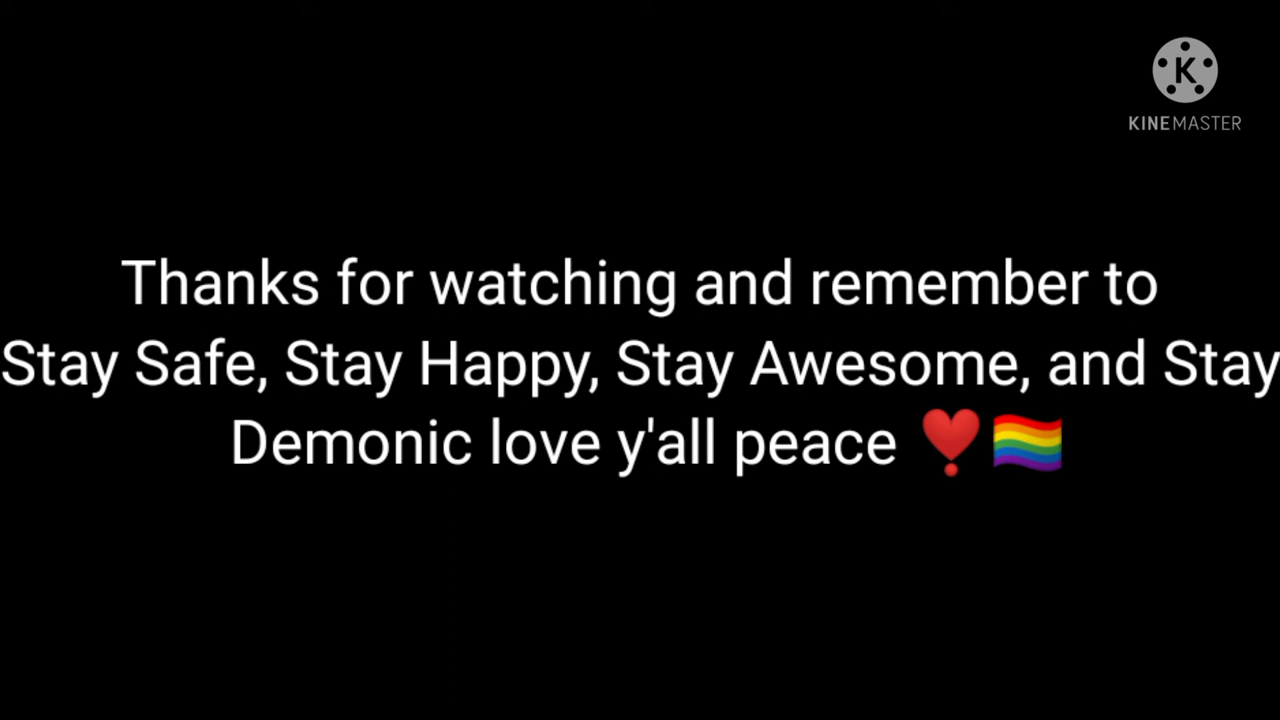 K
KINEMASTER
Thanks for watching and remember to
Stay Safe, Stay Happy, Stay Awesome, and Stay
Demonic love y'all peace ❣️🏳️‍🌈